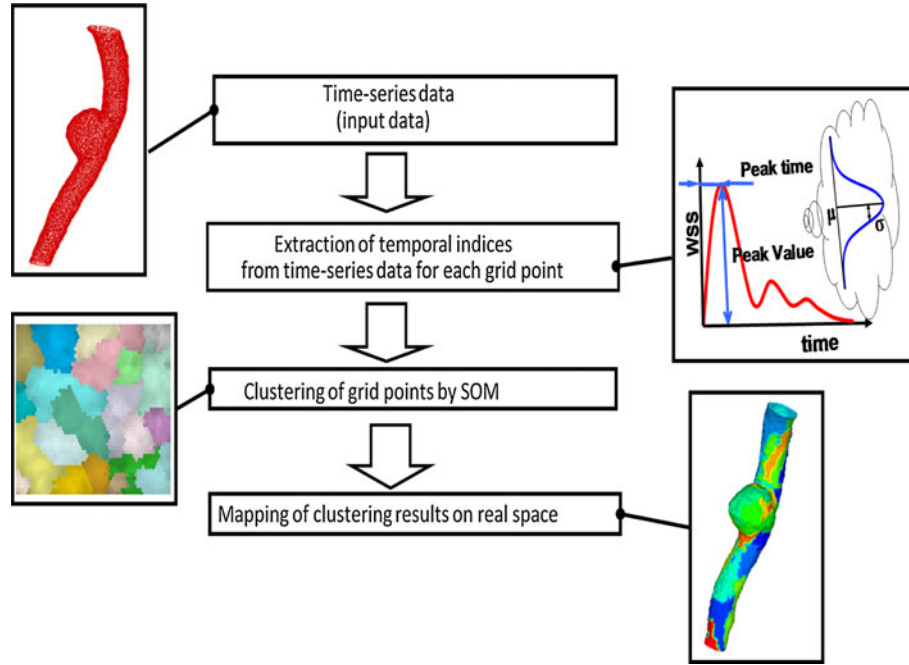 Time-series data
(input data)
Extraction of temporal indices
from time-series data for each grid point
Peak time
μ
σ
WSS
Peak Value
time
Clustering of grid points by SOM
Mapping of clustering results on real space